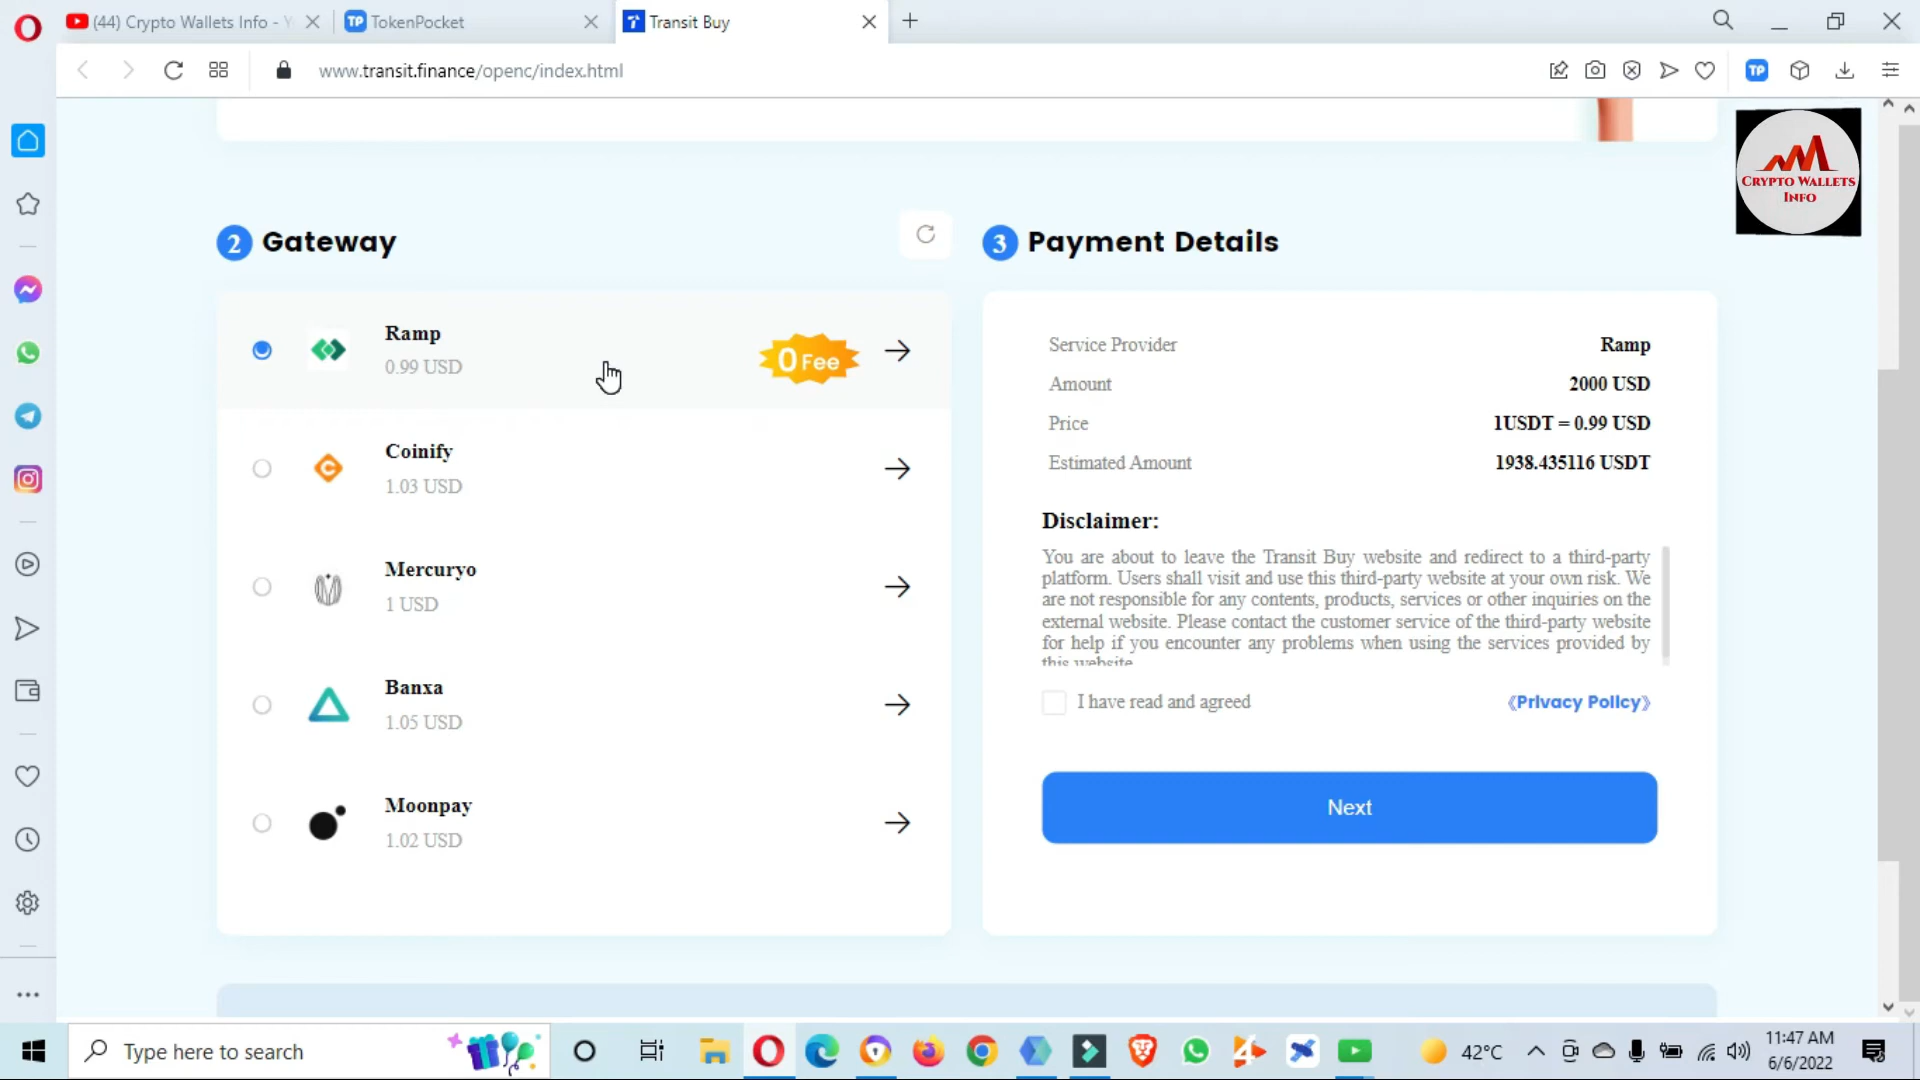 (44) Crypto Wallets Info - Y
TokenPocket
Transit Buy
www.transit.finance/openc/index.html
TP
CRYPTO WALLETS
INFO
2 Gateway
3 Payment Details
Ramp
0.99 USD
0 Fee
Coinify
1.03 USD
Mercuryo
1 USD
Banxa
1.05 USD
Moonpay
1.02 USD
Service Provider Ramp
Amount 2000 USD
Price 1USDT = 0.99 USD
Estimated Amount 1938.435116 USDT
Disclaimer:
You are about to leave the Transit Buy website and redirect to a third-party
platform. Users shall visit and use this third-party website at your own risk. We
are not responsible for any contents, products, services or other inquiries on the
external website. Please contact the customer service of the third-party website
for help if you encounter any problems when using the services provided by
this website.
I have read and agreed 《Privacy Policy》
Next
Type here to search
42°C
11:47 AM
6/6/2022